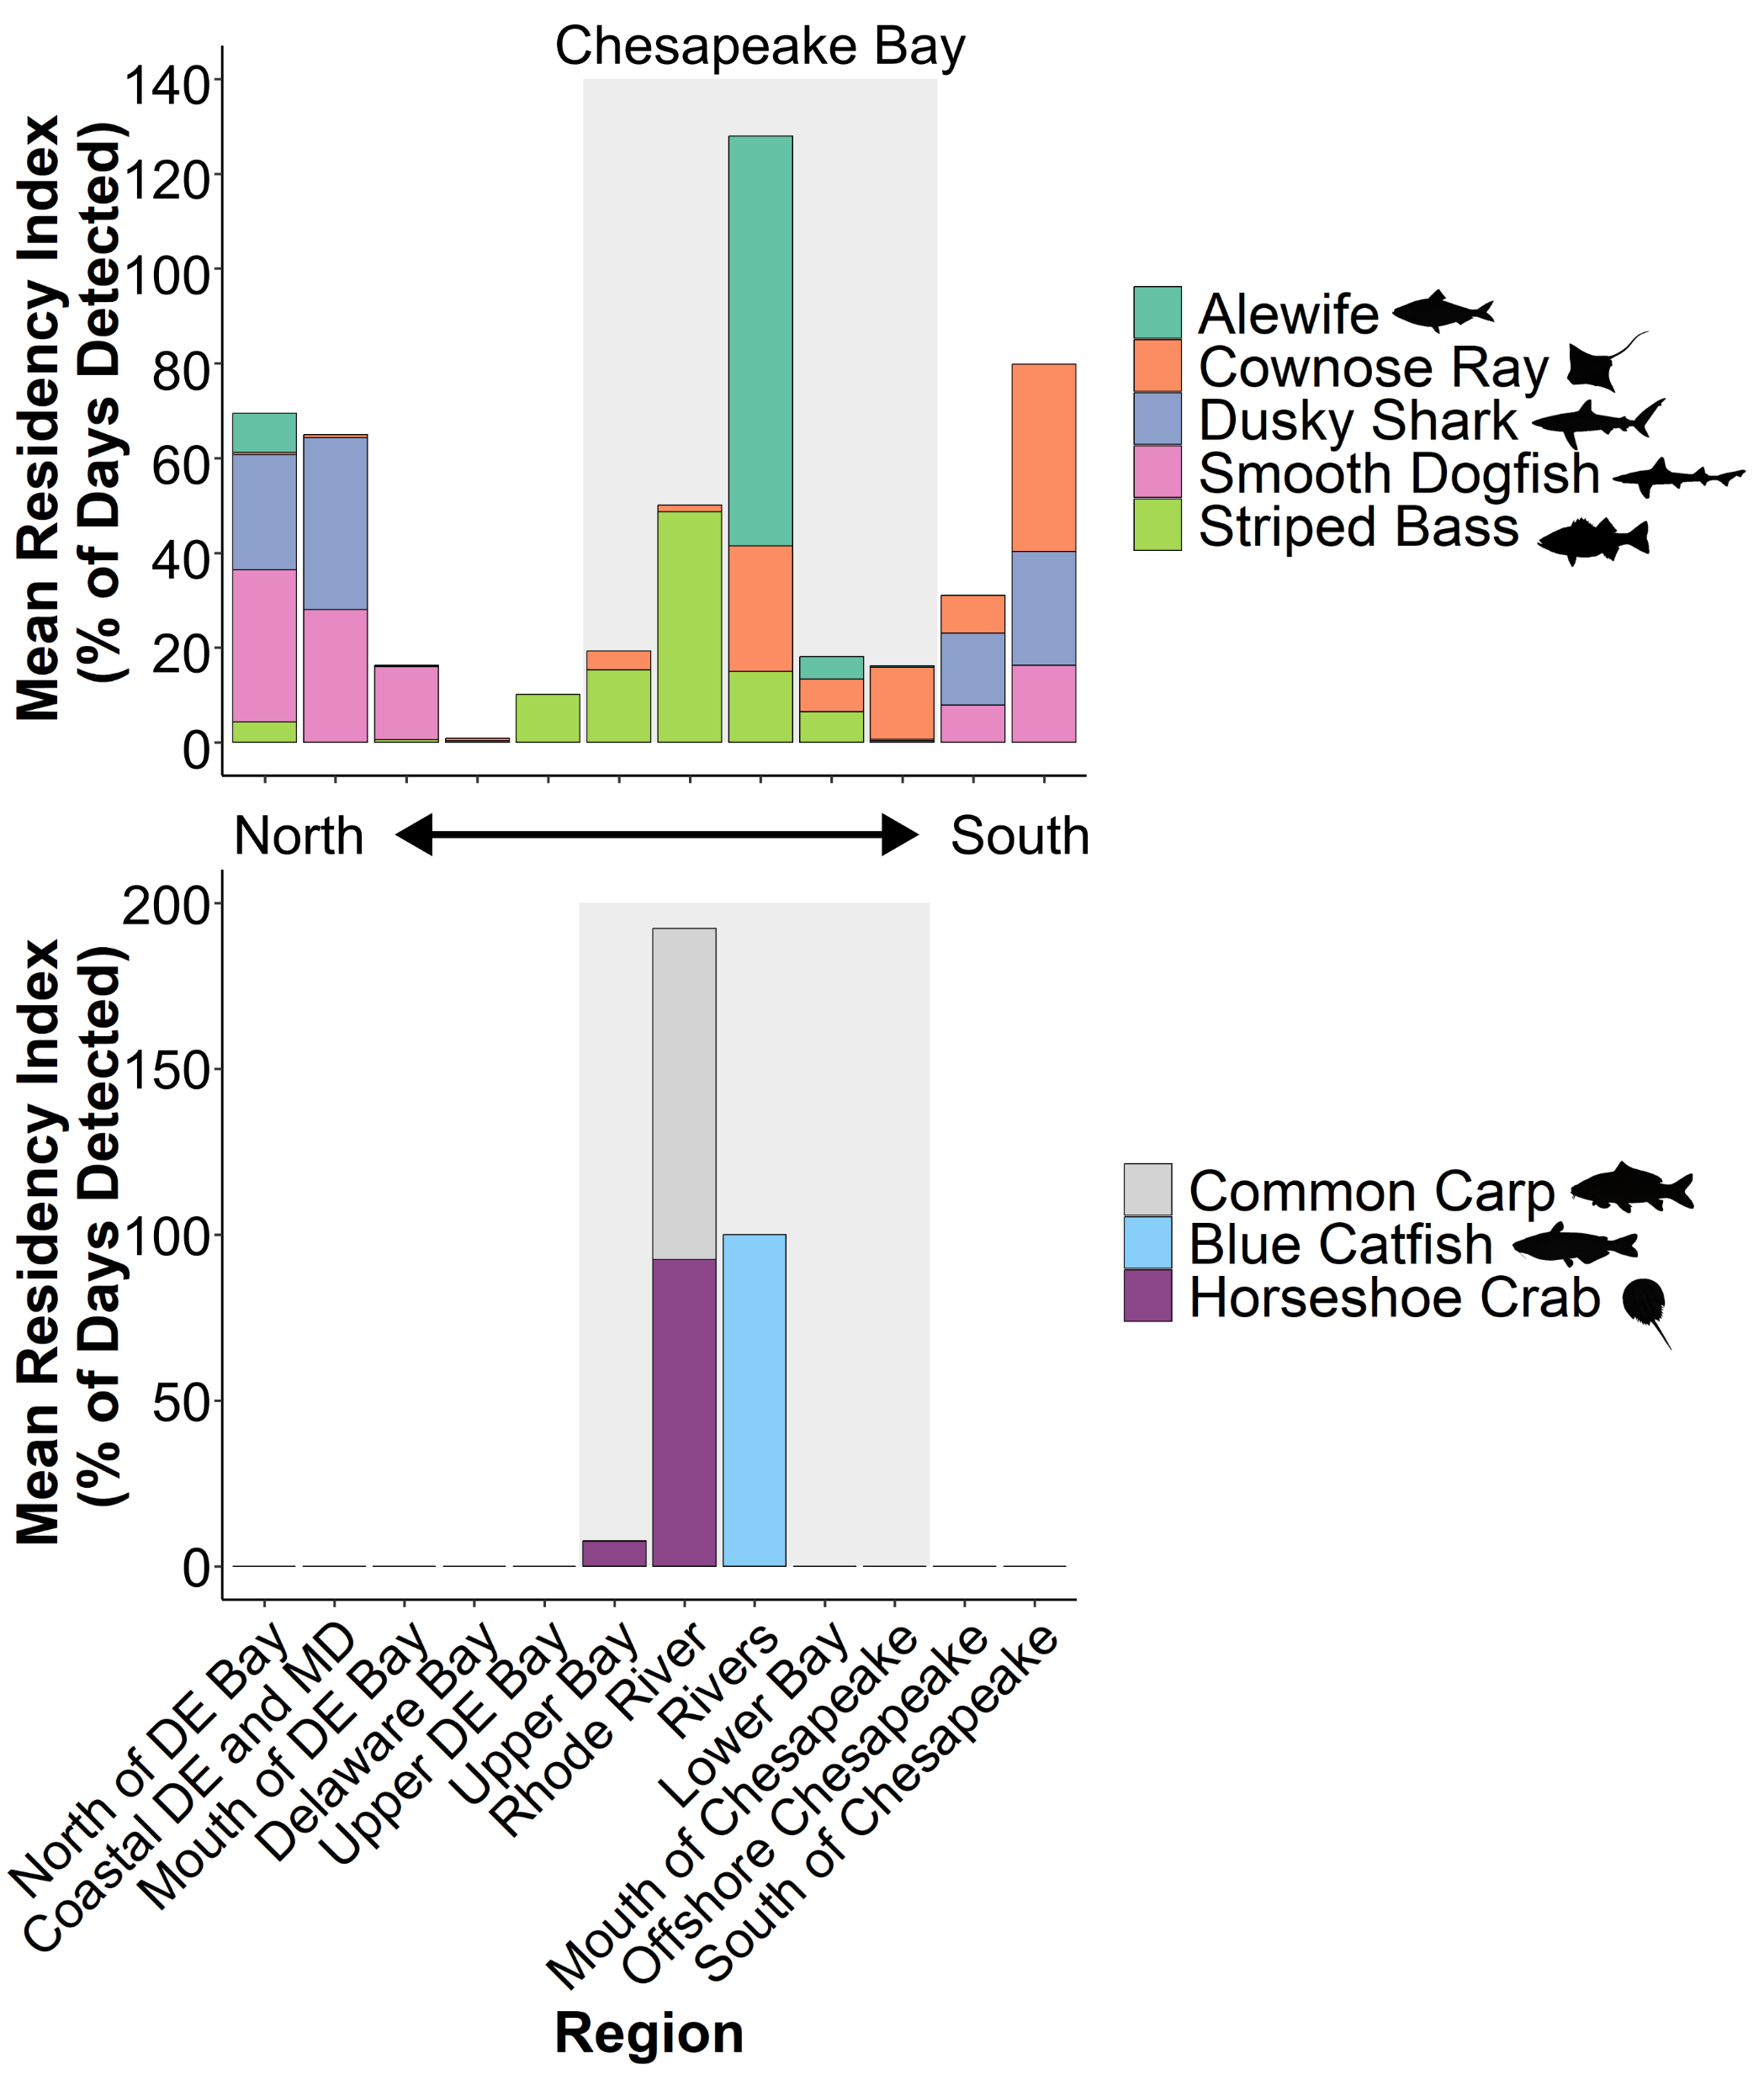 Chesapeake Bay
Mean Residency Index
(% of Days Detected)
140
120
100
80
60
40
20
0
Alewife
Cownose Ray
Dusky Shark
Smooth Dogfish
Striped Bass
North
South
Mean Residency Index
(% of Days Detected)
200
150
100
50
0
Common Carp
Blue Catfish
Horseshoe Crab
North of DE Bay
Coastal DE and MD
Mouth of DE Bay
Delaware Bay
Upper DE Bay
Upper Bay
Rhode River
Rivers
Lower Bay
Mouth of Chesapeake
Offshore Chesapeake
South of Chesapeake
Region